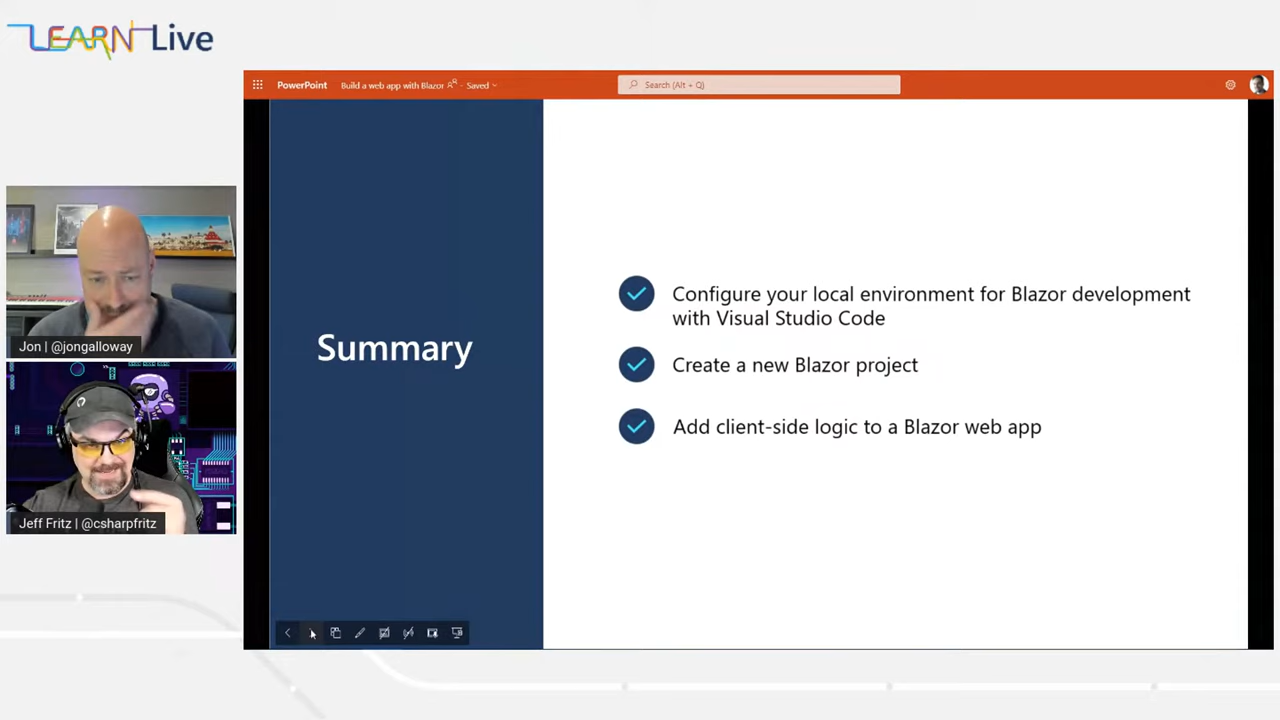 LEARN Live
PowerPoint
Build a web app with Blazor - Saved
Search (Alt + Q)
Summary
Configure your local environment for Blazor development
with Visual Studio Code
Create a new Blazor project
Add client-side logic to a Blazor web app
Jon | @jongalloway
Jeff Fritz | @csharpfritz